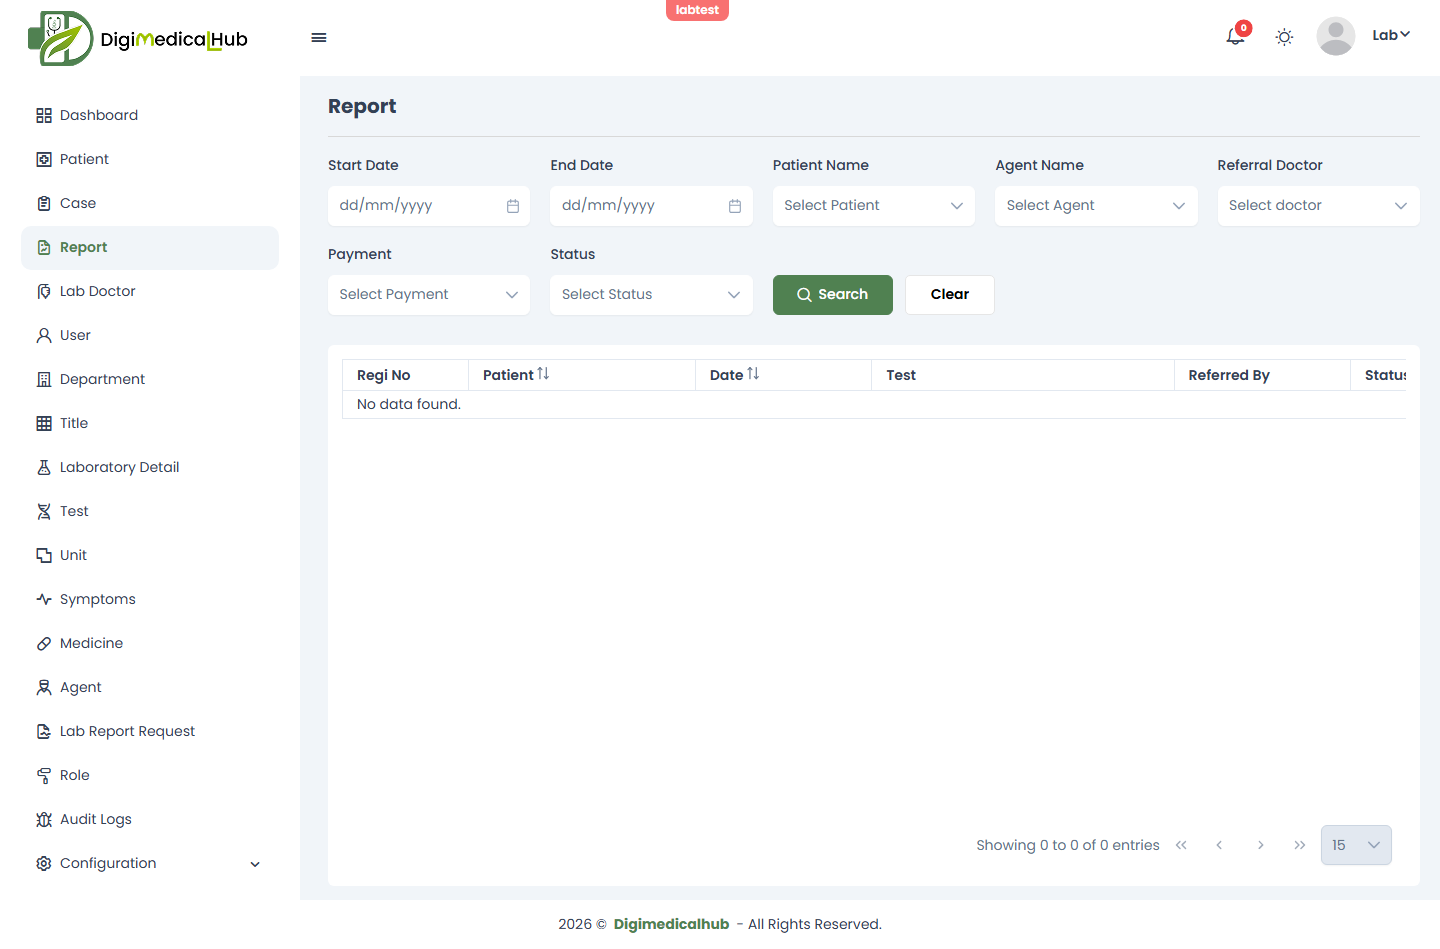 labtest
DigiMedicalHub
0
Lab
Dashboard
Patient
Case
Report
Lab Doctor
User
Department
Title
Laboratory Detail
Test
Unit
Symptoms
Medicine
Agent
Lab Report Request
Role
Audit Logs
Configuration
Report
Start Date End Date Patient Name Agent Name Referral Doctor
dd/mm/yyyy dd/mm/yyyy Select Patient Select Agent Select doctor
Payment Status
Select Payment Select Status Search Clear
Regi No Patient Date Test Referred By Status
No data found.
Showing 0 to 0 of 0 entries 15
2026 © Digimedicalhub - All Rights Reserved.